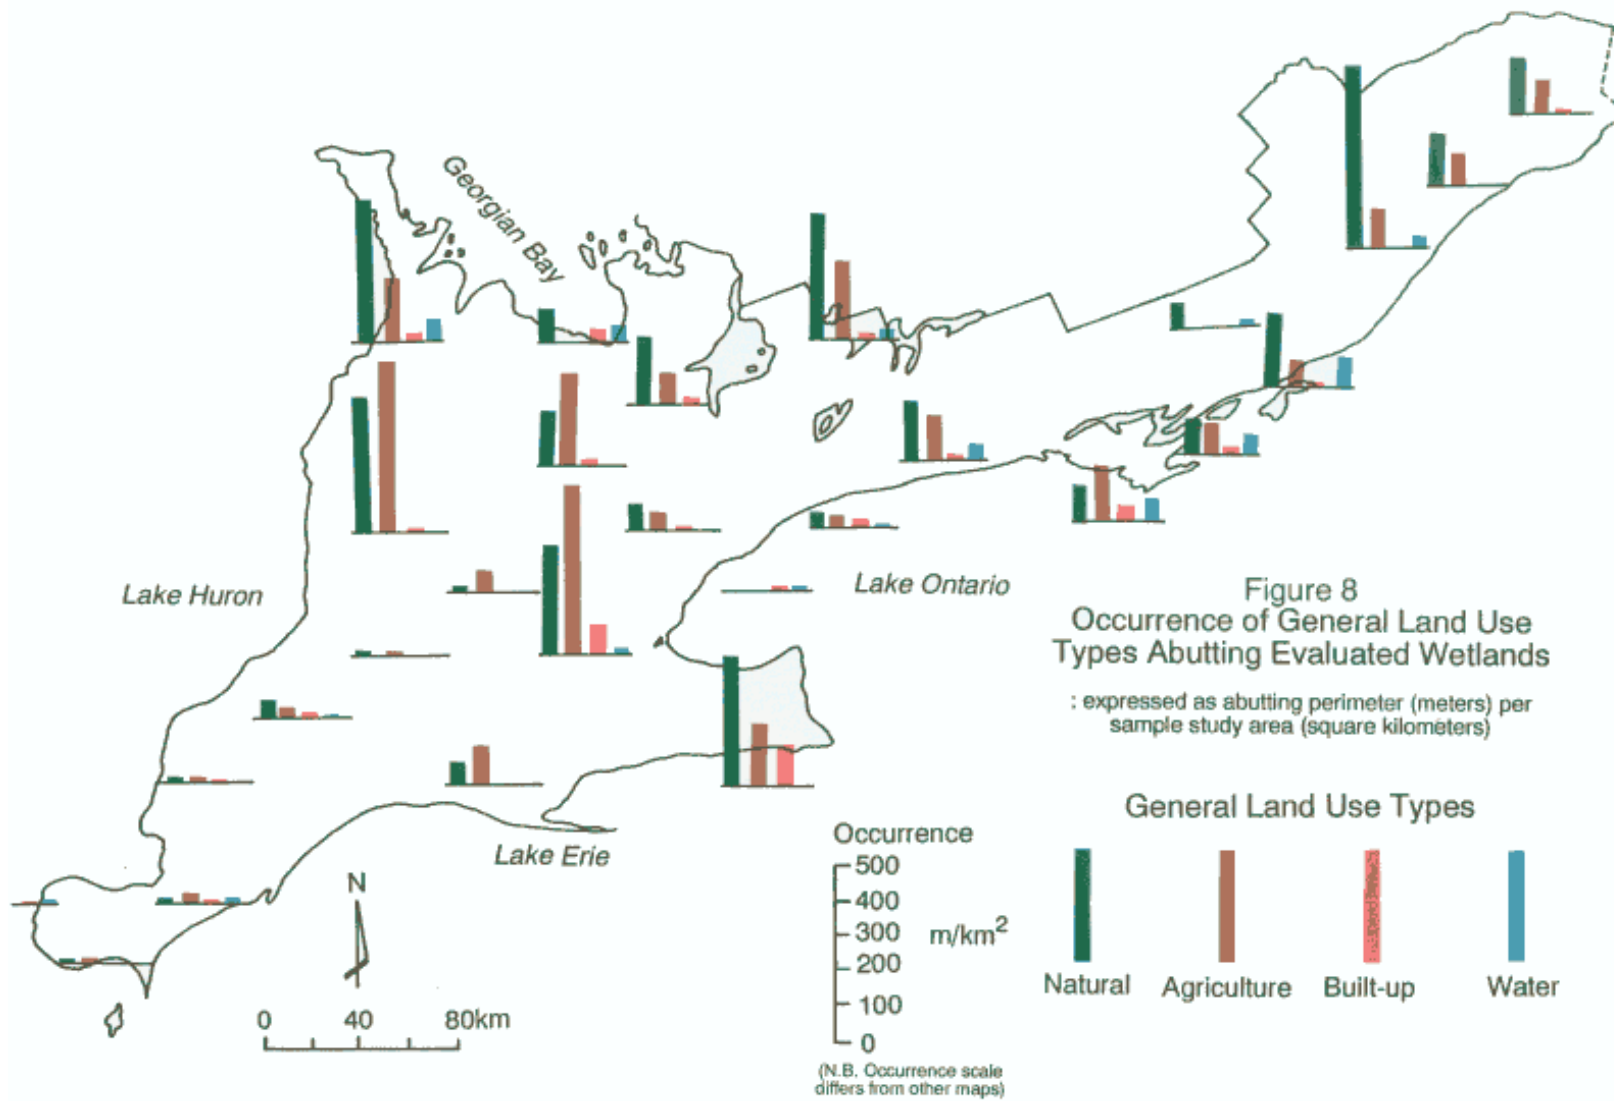 Georgian Bay
Lake Huron
Lake Ontario
Lake Erie
Figure 8
Occurrence of General Land Use
Types Abutting Evaluated Wetlands
: expressed as abutting perimeter (meters) per
sample study area (square kilometers)
General Land Use Types
Natural
Agriculture
Built-up
Water
Occurrence
500
400
300
200
100
0
m/km²
(N.B. Occurrence scale
differs from other maps)
N
0 40 80km